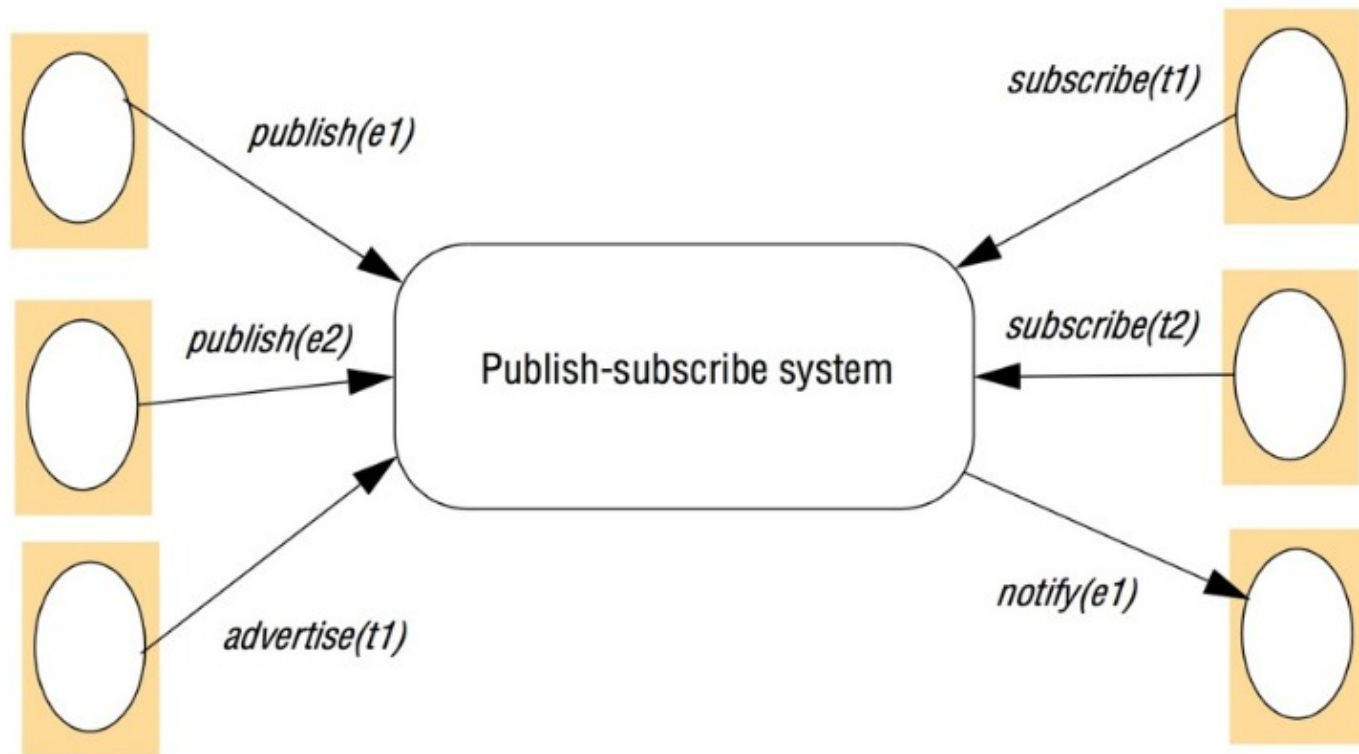 publish(e1)
subscribe(t1)
publish(e2)
subscribe(t2)
Publish-subscribe system
advertise(t1)
notify(e1)